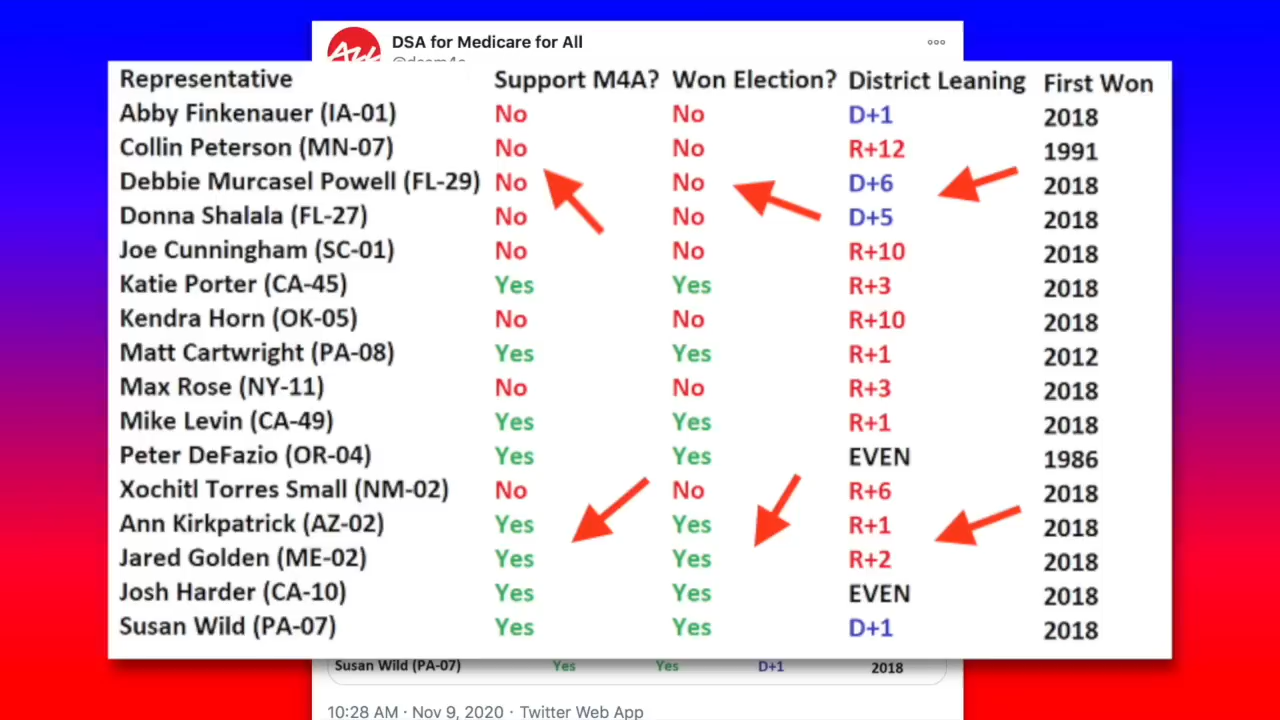 DSA for Medicare for All
Representative Support M4A? Won Election? District Leaning First Won
Abby Finkenauer (IA-01) No No D+1 2018
Collin Peterson (MN-07) No No R+12 1991
Debbie Murcasel Powell (FL-29) No No D+6 2018
Donna Shalala (FL-27) No No D+5 2018
Joe Cunningham (SC-01) No No R+10 2018
Katie Porter (CA-45) Yes Yes R+3 2018
Kendra Horn (OK-05) No No R+10 2018
Matt Cartwright (PA-08) Yes Yes R+1 2012
Max Rose (NY-11) No No R+3 2018
Mike Levin (CA-49) Yes Yes R+1 2018
Peter DeFazio (OR-04) Yes Yes EVEN 1986
Xochitl Torres Small (NM-02) No No R+6 2018
Ann Kirkpatrick (AZ-02) Yes Yes R+1 2018
Jared Golden (ME-02) Yes Yes R+2 2018
Josh Harder (CA-10) Yes Yes EVEN 2018
Susan Wild (PA-07) Yes Yes D+1 2018
Susan Wild (PA-07) Yes Yes D+1 2018
10:28 AM · Nov 9, 2020 · Twitter Web App